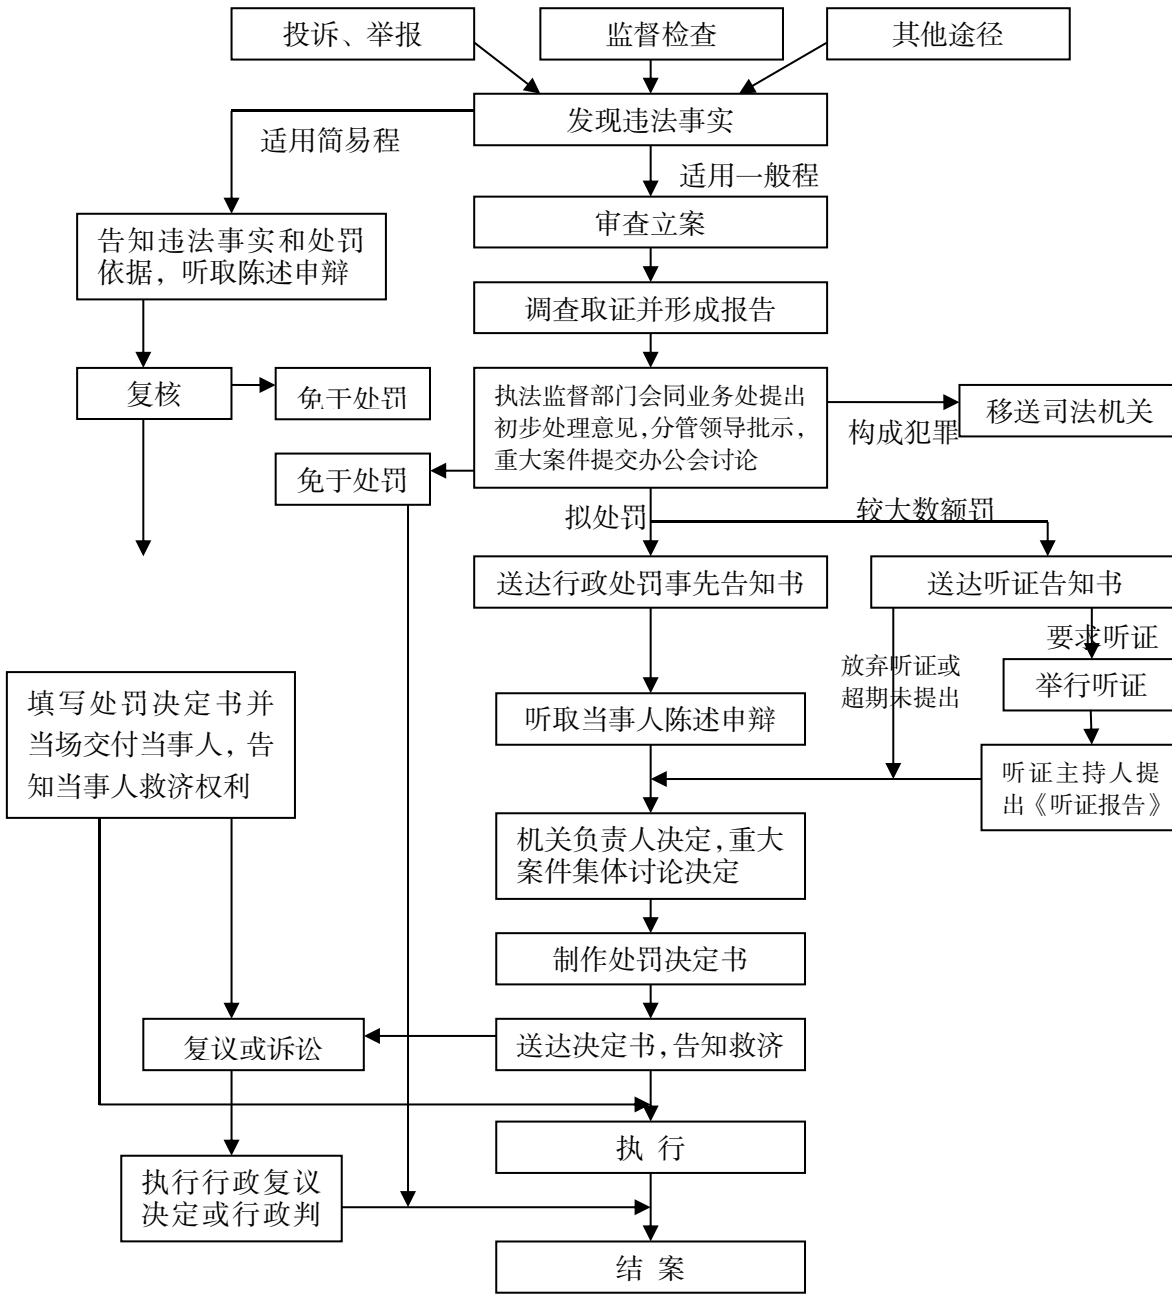 投诉、举报
监督检查
其他途径
发现违法事实
适用简易程
适用一般程
审查立案
告知违法事实和处罚
依据，听取陈述申辩
调查取证并形成报告
复核
免于处罚
执法监督部门会同业务处提出
初步处理意见,分管领导批示,
重大案件提交办公会讨论
移送司法机关
构成犯罪
免于处罚
拟处罚
较大数额罚
送达行政处罚事先告知书
送达听证告知书
要求听证
放弃听证或
超期未提出
举行听证
填写处罚决定书并
当场交付当事人，告
知当事人救济权利
听取当事人陈述申辩
听证主持人提
出《听证报告》
机关负责人决定,重大
案件集体讨论决定
制作处罚决定书
复议或诉讼
送达决定书,告知救济
执 行
执行行政复议
决定或行政判
结 案